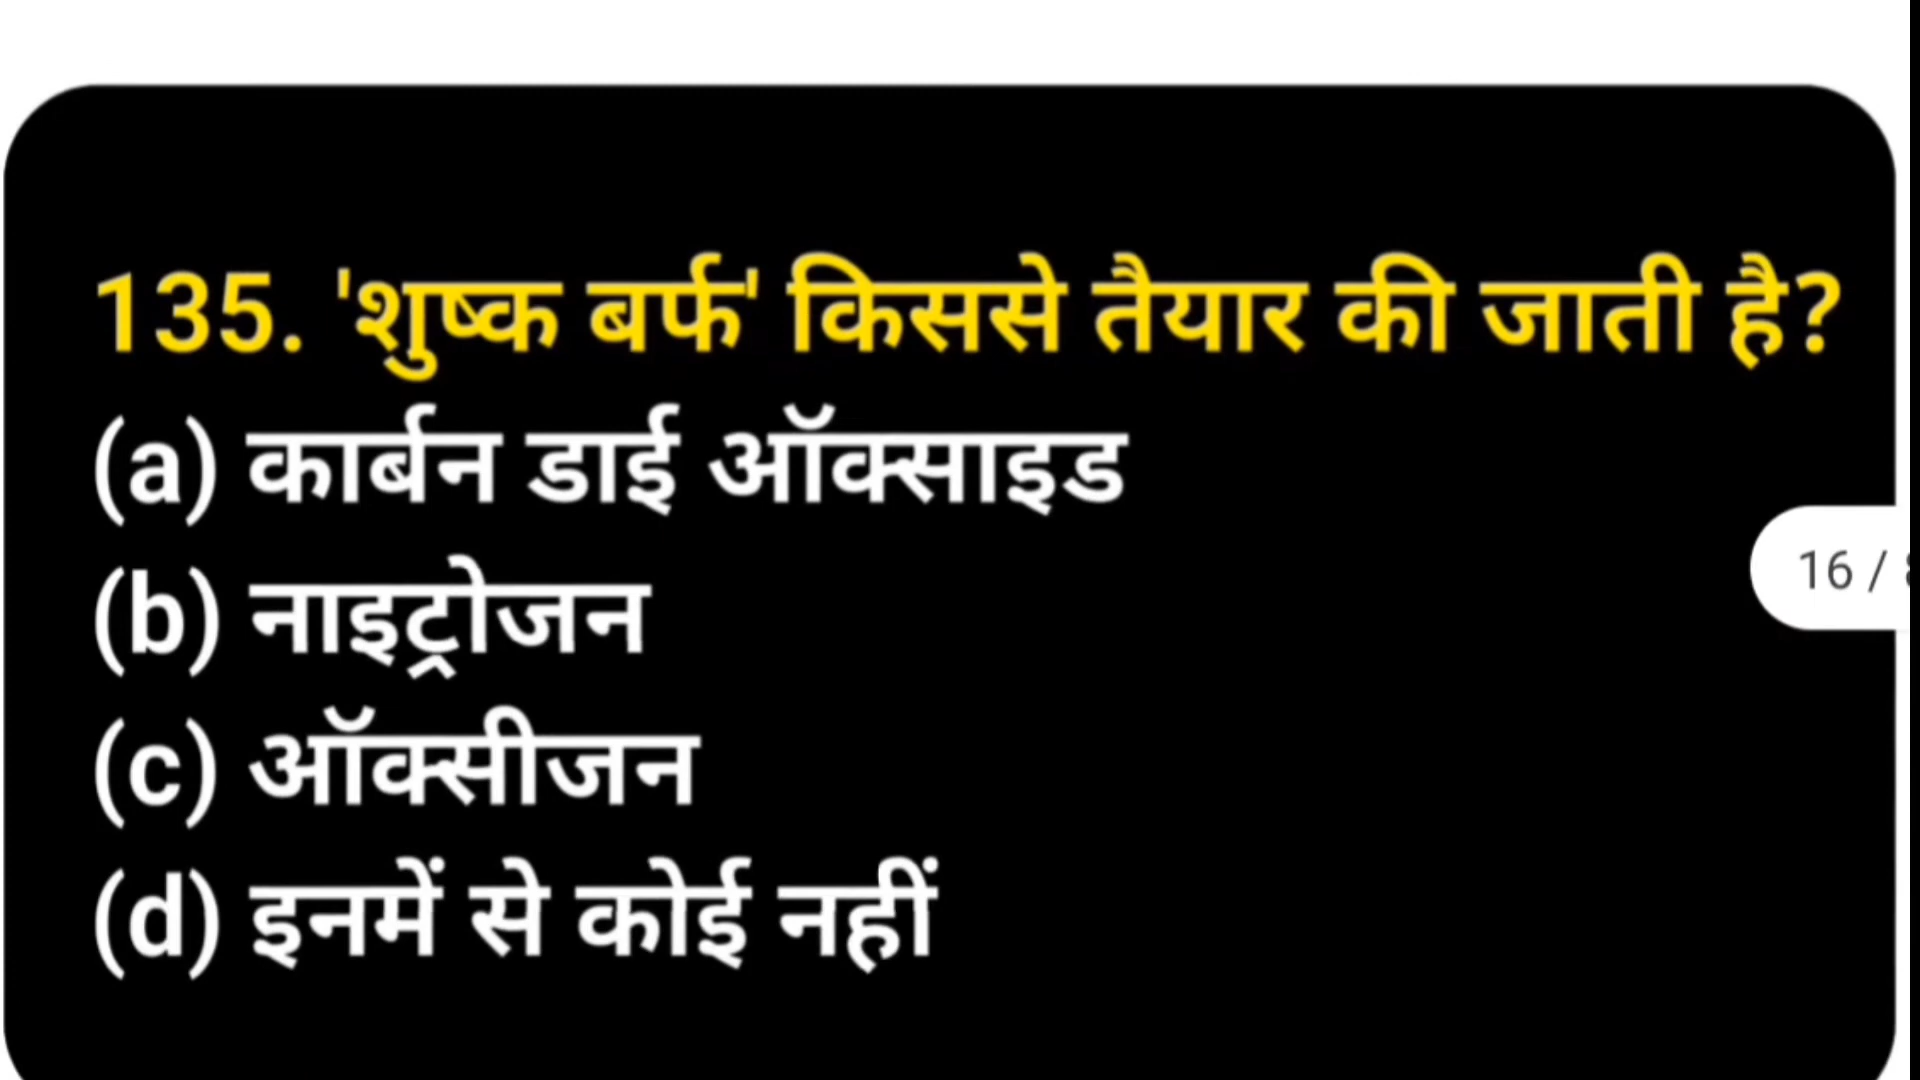 135. 'शुष्क बर्फ' किससे तैयार की जाती है?
(a) कार्बन डाई ऑक्साइड
(b) नाइट्रोजन
16 /
(c) ऑक्सीजन
(d) इनमें से कोई नहीं